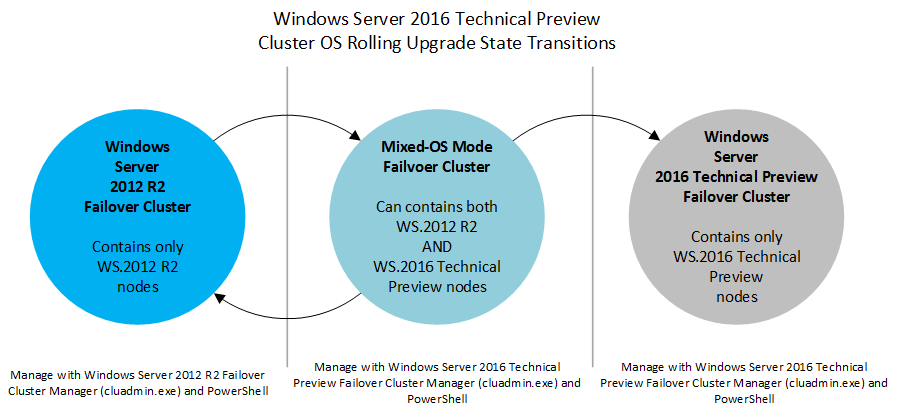 Windows Server 2016 Technical Preview
Cluster OS Rolling Upgrade State Transitions
Windows
Server
2012 R2
Failover Cluster
Contains only
WS.2012 R2
nodes
Mixed-OS Mode
Failvoer Cluster
Can contains both
WS.2012 R2
AND
WS.2016 Technical
Preview nodes
Windows
Server
2016 Technical Preview
Failover Cluster
Contains only
WS.2016 Technical
Preview
nodes
Manage with Windows Server 2012 R2 Failover
Cluster Manager (cluadmin.exe) and PowerShell
Manage with Windows Server 2016 Technical
Preview Failover Cluster Manager (cluadmin.exe) and
PowerShell
Manage with Windows Server 2016 Technical
Preview Failover Cluster Manager (cluadmin.exe) and
PowerShell